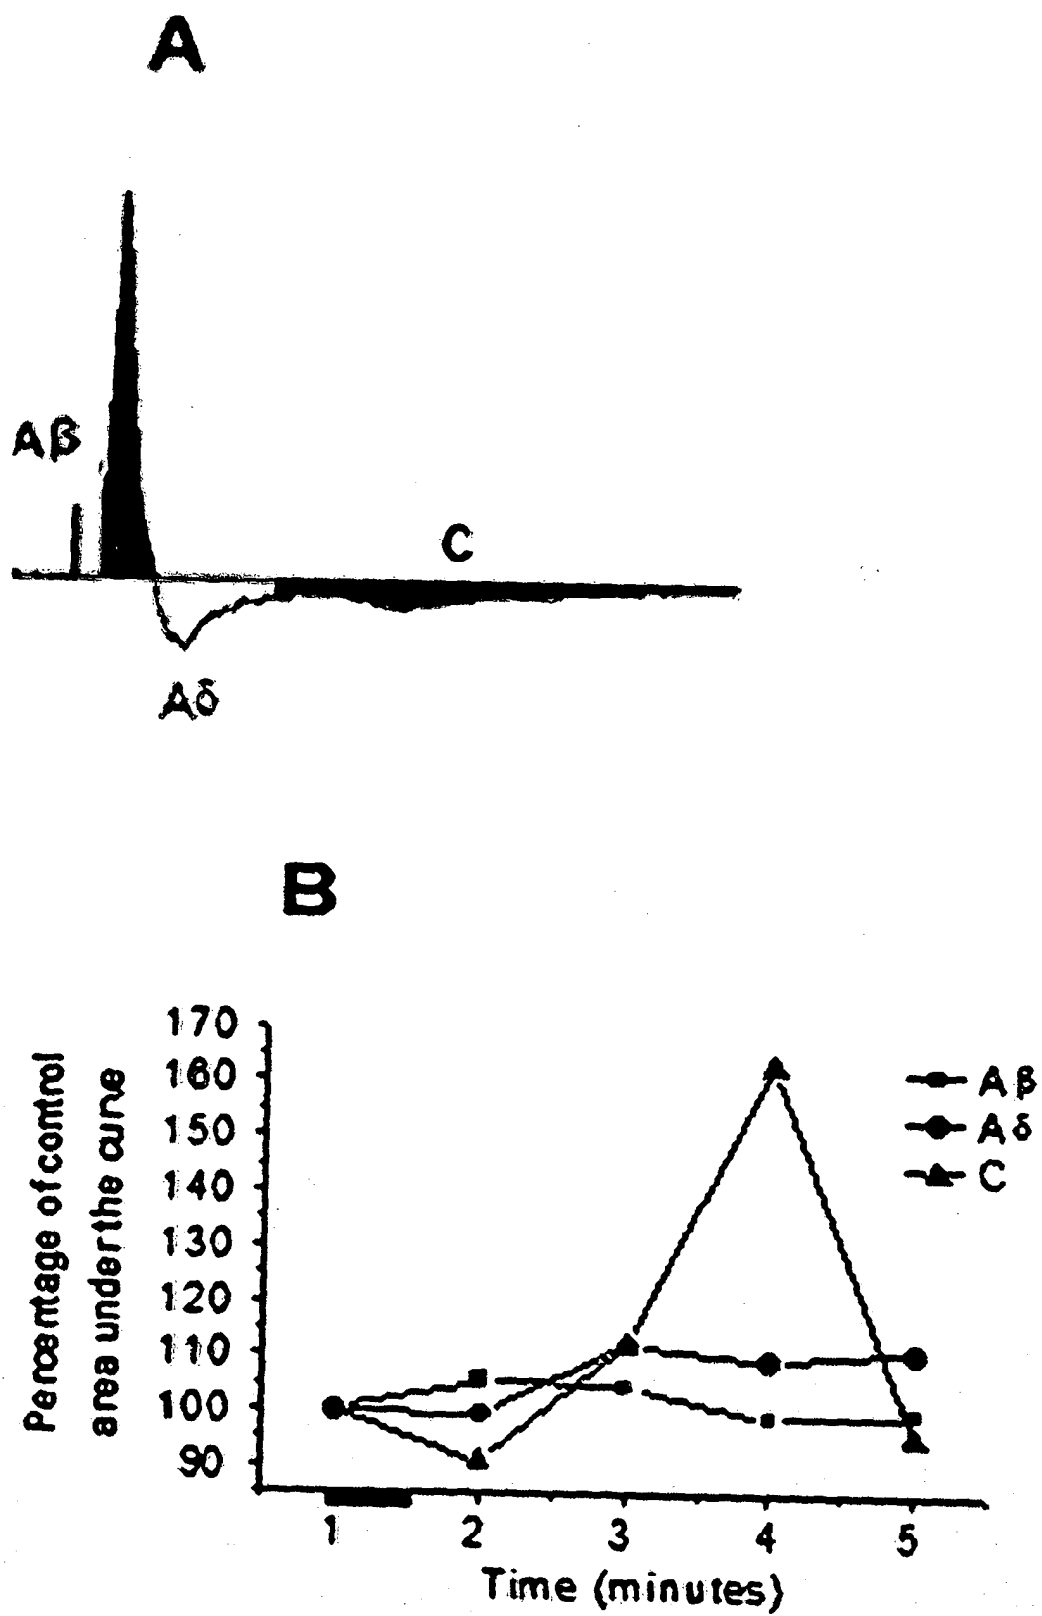 A
Aβ
C
Aδ
B
Percentage of control
area under the curve
170
160
150
140
130
120
110
100
90
1 2 3 4 5
Time (minutes)
Aβ
Aδ
C